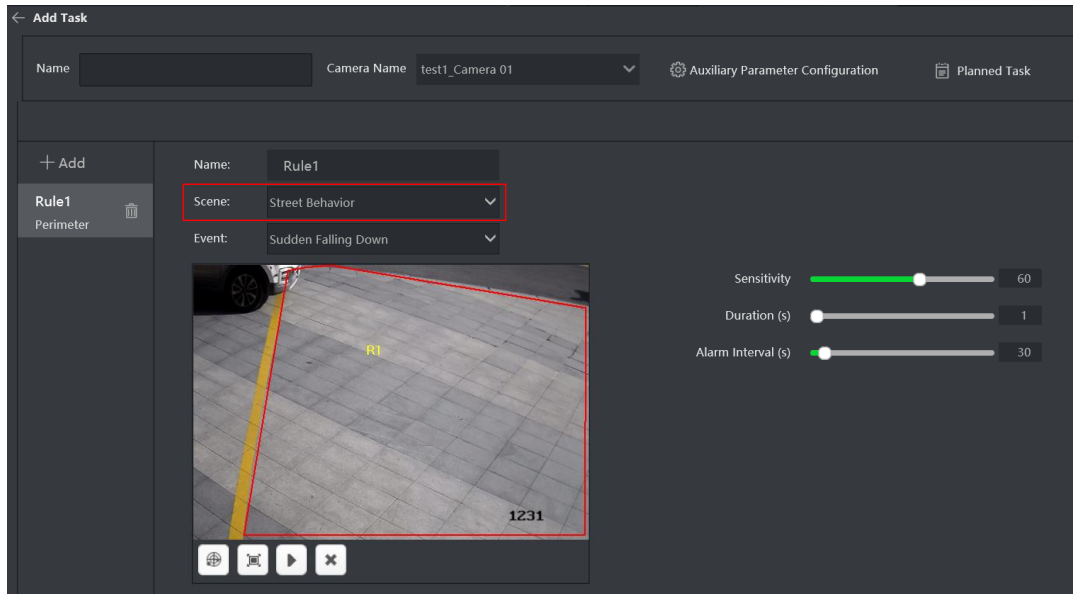 Add Task
Name
Camera Name test1_Camera 01
Auxiliary Parameter Configuration
Planned Task
Add
Rule1
Perimeter
Name: Rule1
Scene: Street Behavior
Event: Sudden Falling Down
R1
1231
Sensitivity 60
Duration (s) 1
Alarm Interval (s) 30